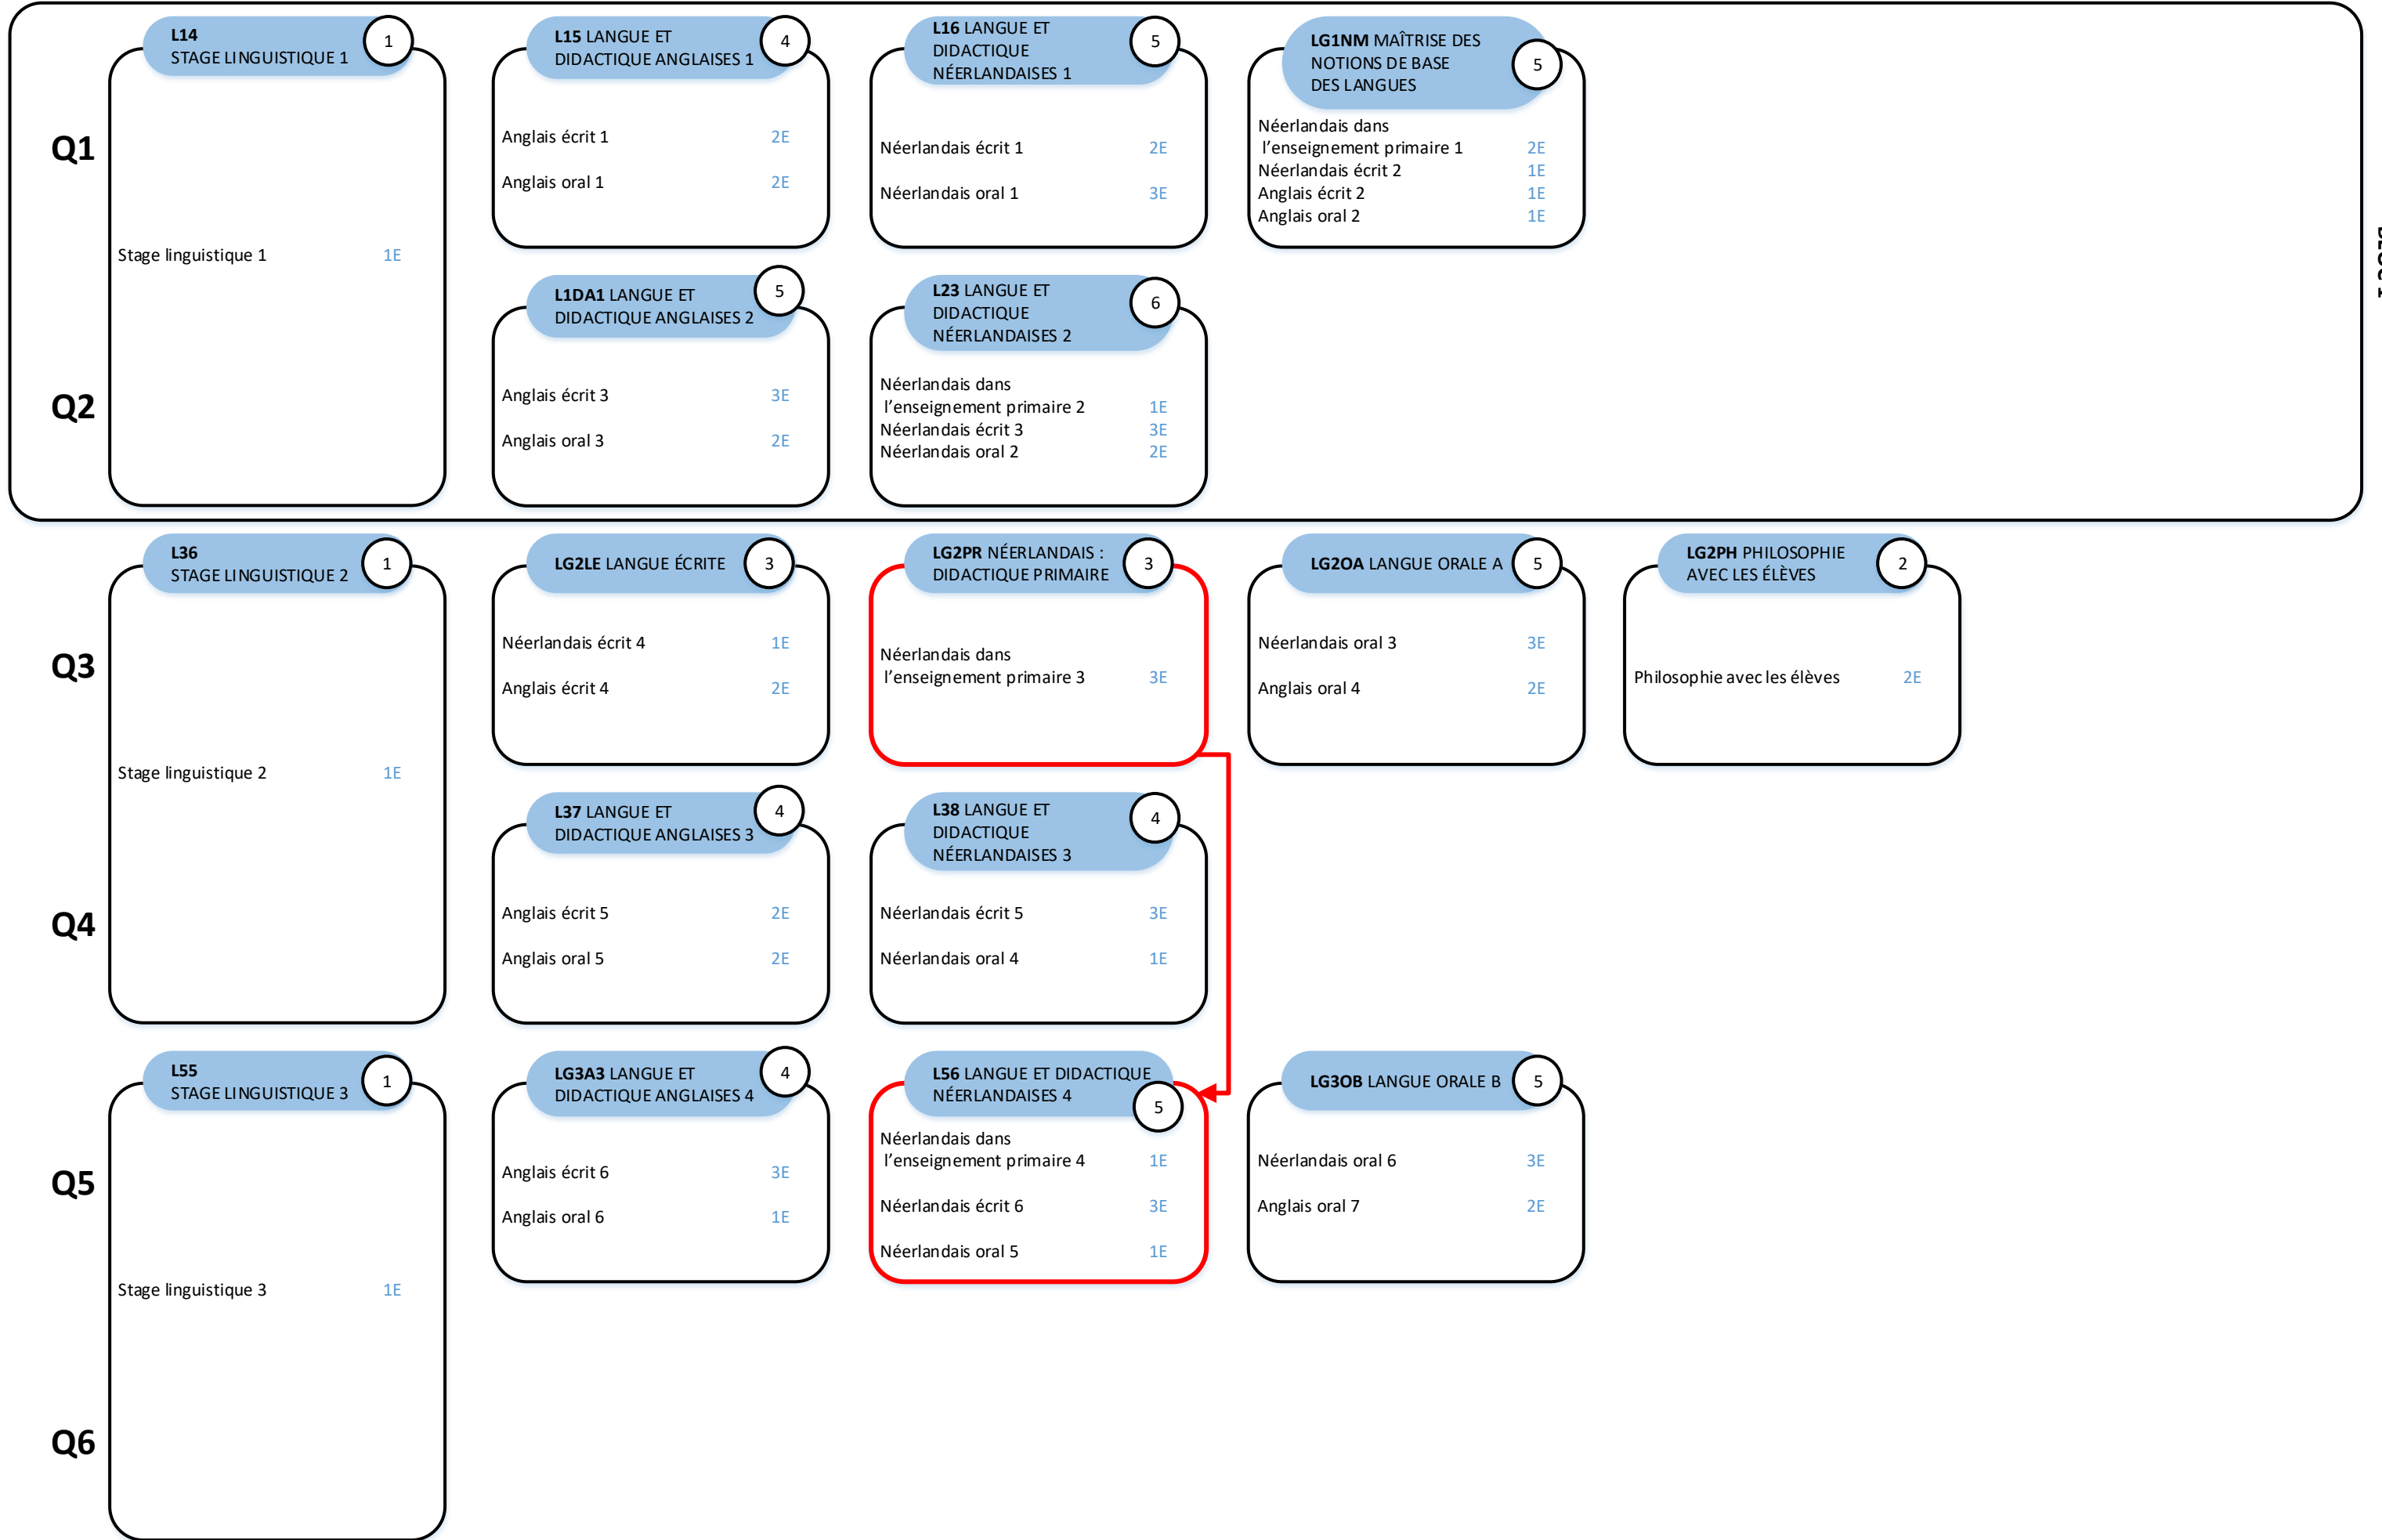 L14
STAGE LINGUISTIQUE 1
1
L15 LANGUE ET
DIDACTIQUE ANGLAISES 1
4
L16 LANGUE ET
DIDACTIQUE
NÉERLANDAISES 1
5
LG1NM MAÎTRISE DES
NOTIONS DE BASE
DES LANGUES
5
Q1
Stage linguistique 1 1E
Anglais écrit 1 2E
Anglais oral 1 2E
Néerlandais écrit 1 2E
Néerlandais oral 1 3E
Néerlandais dans
l'enseignement primaire 1 2E
Néerlandais écrit 2 1E
Anglais écrit 2 1E
Anglais oral 2 1E
BLOC 1
L1DA1 LANGUE ET
DIDACTIQUE ANGLAISES 2
5
L23 LANGUE ET
DIDACTIQUE
NÉERLANDAISES 2
6
Q2
Anglais écrit 3 3E
Anglais oral 3 2E
Néerlandais dans
l'enseignement primaire 2 1E
Néerlandais écrit 3 3E
Néerlandais oral 2 2E
L36
STAGE LINGUISTIQUE 2
1
LG2LE LANGUE ÉCRITE
3
LG2PR NÉERLANDAIS :
DIDACTIQUE PRIMAIRE
3
LG2OA LANGUE ORALE A
5
LG2PH PHILOSOPHIE
AVEC LES ÉLÈVES
2
Q3
Stage linguistique 2 1E
Néerlandais écrit 4 1E
Anglais écrit 4 2E
Néerlandais dans
l'enseignement primaire 3 3E
Néerlandais oral 3 3E
Anglais oral 4 2E
Philosophie avec les élèves 2E
L37 LANGUE ET
DIDACTIQUE ANGLAISES 3
4
L38 LANGUE ET
DIDACTIQUE
NÉERLANDAISES 3
4
Q4
Anglais écrit 5 2E
Anglais oral 5 2E
Néerlandais écrit 5 3E
Néerlandais oral 4 1E
L55
STAGE LINGUISTIQUE 3
1
LG3A3 LANGUE ET
DIDACTIQUE ANGLAISES 4
4
L56 LANGUE ET DIDACTIQUE
NÉERLANDAISES 4
5
LG3OB LANGUE ORALE B
5
Q5
Stage linguistique 3 1E
Anglais écrit 6 3E
Anglais oral 6 1E
Néerlandais dans
l'enseignement primaire 4 1E
Néerlandais écrit 6 3E
Néerlandais oral 5 1E
Néerlandais oral 6 3E
Anglais oral 7 2E
Q6